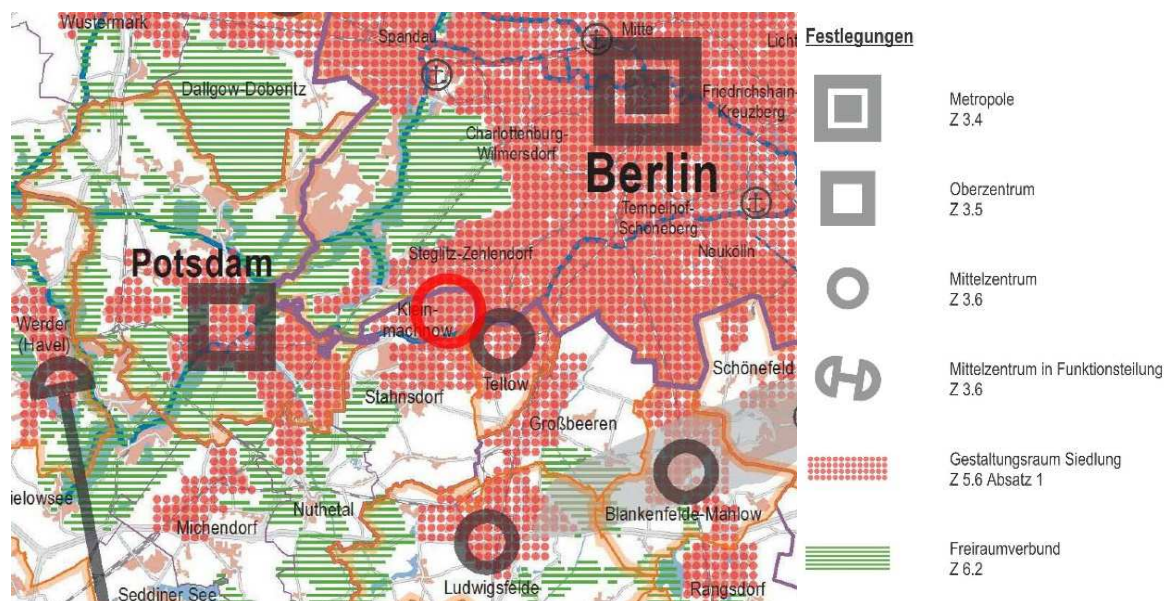 Wustermark
Spandau
Mitte
Licht
Dallgow-Döberitz
Friedrichshain-
Kreuzberg
Charlottenburg-
Wilmersdorf
Berlin
Tempelhof-
Schöneberg
Neukölln
Steglitz-Zehlendorf
Potsdam
Klein-
machnow
Werder
(Havel)
Teltow
Schönefeld
Stahnsdorf
Großbeeren
ielowsee
Michendorf
Nuthetal
Blankenfelde-Mahlow
Ludwigsfelde
Rangsdorf
Seddiner See
Festlegungen
Metropole
Z 3.4
Oberzentrum
Z 3.5
Mittelzentrum
Z 3.6
Mittelzentrum in Funktionsteilung
Z 3.6
Gestaltungsraum Siedlung
Z 5.6 Absatz 1
Freiraumverbund
Z 6.2